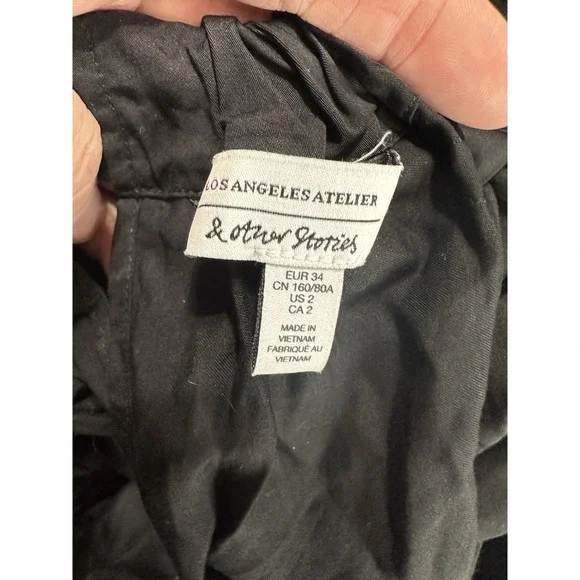 LOS ANGELES ATELIER
& other Stories
EUR 34
CN 160/80A
US 2
CA 2
MADE IN
VIETNAM
FABRIQUÉ AU
VIETNAM